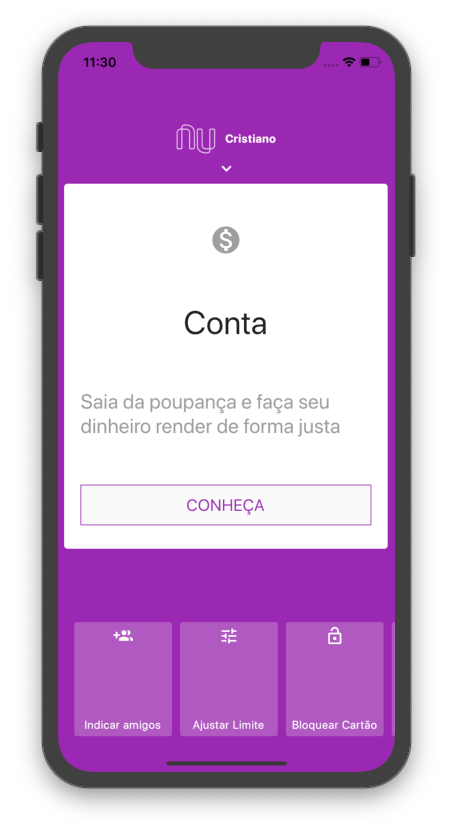 11:30
nu Cristiano
Conta
Saia da poupança e faça seu
dinheiro render de forma justa
CONHEÇA
Indicar amigos
Ajustar Limite
Bloquear Cartão